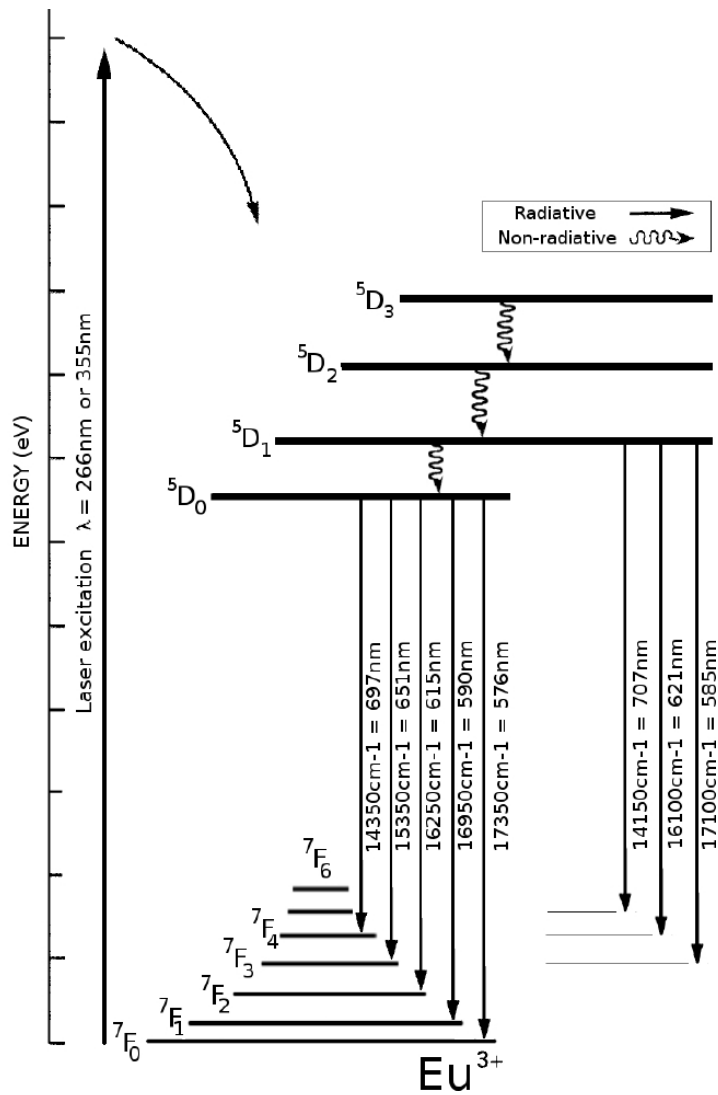 Radiative
Non-radiative
⁵D₃
⁵D₂
⁵D₁
⁵D₀
ENERGY (eV)
Laser excitation λ = 266nm or 355nm
14350cm-1 = 697nm
15350cm-1 = 651nm
16250cm-1 = 615nm
16950cm-1 = 590nm
17350cm-1 = 576nm
14150cm-1 = 707nm
16100cm-1 = 621nm
17100cm-1 = 585nm
⁷F₆
⁷F₄
⁷F₃
⁷F₂
⁷F₁
⁷F₀
Eu³⁺